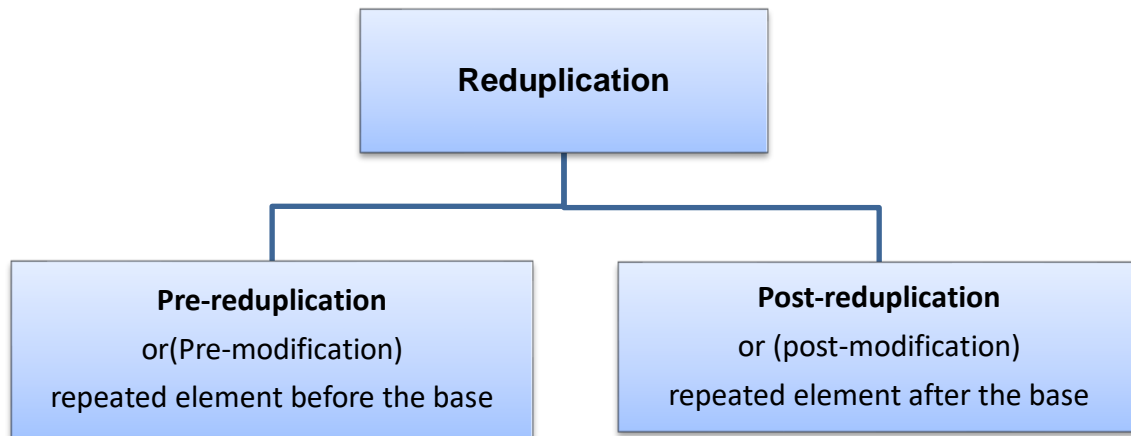 Reduplication
Pre-reduplication
or(Pre-modification)
repeated element before the base
Post-reduplication
or (post-modification)
repeated element after the base